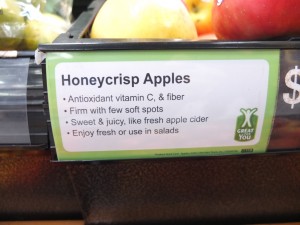 Honeycrisp Apples
• Antioxidant vitamin C, & fiber
• Firm with few soft spots
• Sweet & juicy, like fresh apple cider
• Enjoy fresh or use in salads
GREAT
YOU
$